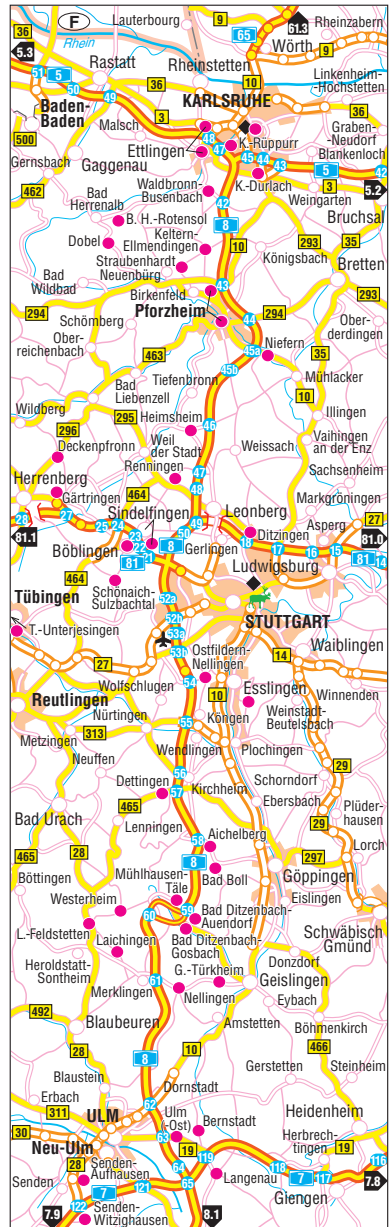 36
F
Lauterbourg
9
61.3
Rheinzabern
5.3
Rhein
65
Wörth
9
51
5
50
Rastatt
Rheinstetten
10
Linkenheim-
-Hochstetten
49
36
KARLSRUHE
36
Baden-
Baden
3
Malsch
48
47
K.-Rüppurr
Graben-
Neudorf
500
Ettlingen
45
44
43
Blankenloch
5
42
Gernsbach
Gaggenau
K.-Durlach
3
5.2
462
Waldbronn-
Busenbach
Weingarten
42
Bruchsal
Bad
Herrenalb
B. H.-Rotensol
8
Dobel
Keltern-
Ellmendingen
10
293
35
Straubenhardt
Königsbach
Bretten
Neuenbürg
Bad
Wildbad
43
293
Birkenfeld
294
Pforzheim
44
294
Ober-
derdingen
Schömberg
Ober-
reichenbach
463
45a
Niefern
35
45b
Mühlacker
Bad
Liebenzell
Tiefenbronn
10
Illingen
Wildberg
295
Heimsheim
46
296
Vaihingen
an der Enz
Deckenpfronn
Weil
der Stadt
Weissach
Renningen
47
Sachsenheim
Herrenberg
Gärtringen
464
48
Markgröningen
Sindelfingen
49
Leonberg
28
27
25
24
50
Asperg
27
81.1
23
22
21
8
Gerlingen
18
Ditzingen
17
16
15
81
14
81.0
Böblingen
81
Ludwigsburg
464
Schönaich-
Sulzbachtal
52a
Tübingen
52b
STUTTGART
T.-Unterjesingen
53a
53b
Ostfildern-
Nellingen
14
Waiblingen
27
54
Wolfschlugen
10
Esslingen
Winnenden
Reutlingen
Nürtingen
Köngen
Weinstadt-
Beutelsbach
313
55
Metzingen
Wendlingen
Plochingen
29
Neuffen
56
Schorndorf
Dettingen
57
Kirchheim
Ebersbach
Plüder-
hausen
Bad Urach
465
Lenningen
29
58
Aichelberg
Lorch
465
28
8
297
Böttingen
Mühlhausen-
Täle
Bad Boll
Göppingen
Westerheim
Eislingen
60
59
Bad Ditzenbach-
Auendorf
Schwäbisch
Gmünd
L.-Feldstetten
Bad Ditzenbach-
Gosbach
Laichingen
Donzdorf
Heroldstatt-
Sontheim
G.-Türkheim
61
Geislingen
Merklingen
Nellingen
Eybach
492
Blaubeuren
Amstetten
Böhmenkirch
28
8
10
466
Blaustein
Gerstetten
Steinheim
Dornstadt
Erbach
311
62
Heidenheim
ULM
Ulm
(-Ost)
Bernstadt
30
63
Herbrech-
tingen
19
Neu-Ulm
19
28
64
119
116
Senden-
Aufhausen
Langenau
118
7
117
7.8
Senden
7
121
65
Giengen
122
Senden-
Witzighausen
7.9
8.1